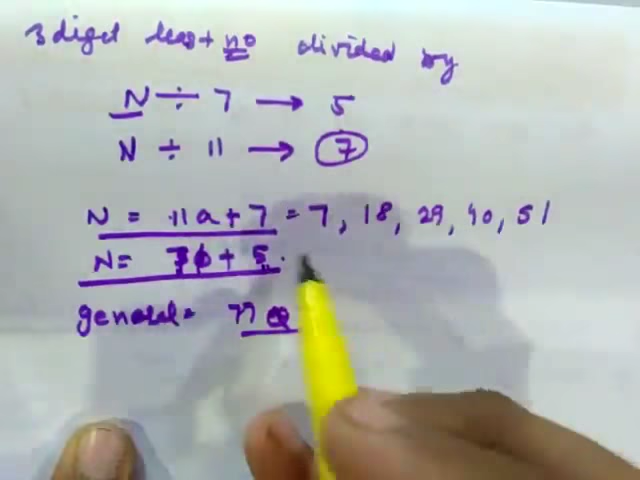 3 digit least no divided by
N ÷ 7 → 5
N ÷ 11 → 7
N = 11a + 7 = 7, 18, 29, 40, 51
N = 7b + 5
general = 77